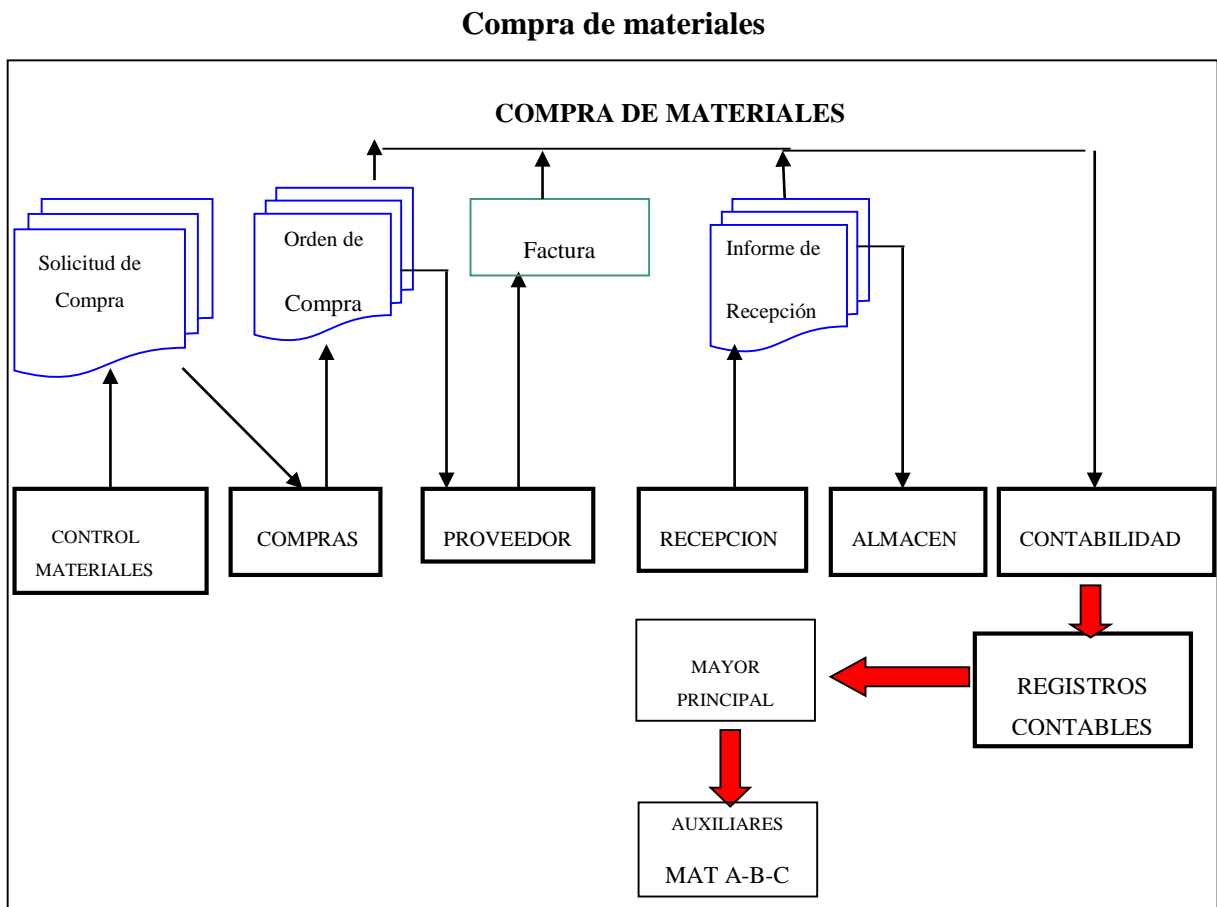 Compra de materiales
COMPRA DE MATERIALES
Solicitud de
Compra
Orden de
Compra
Factura
Informe de
Recepción
CONTROL
MATERIALES
COMPRAS
PROVEEDOR
RECEPCION
ALMACEN
CONTABILIDAD
MAYOR
PRINCIPAL
REGISTROS
CONTABLES
AUXILIARES
MAT A-B-C